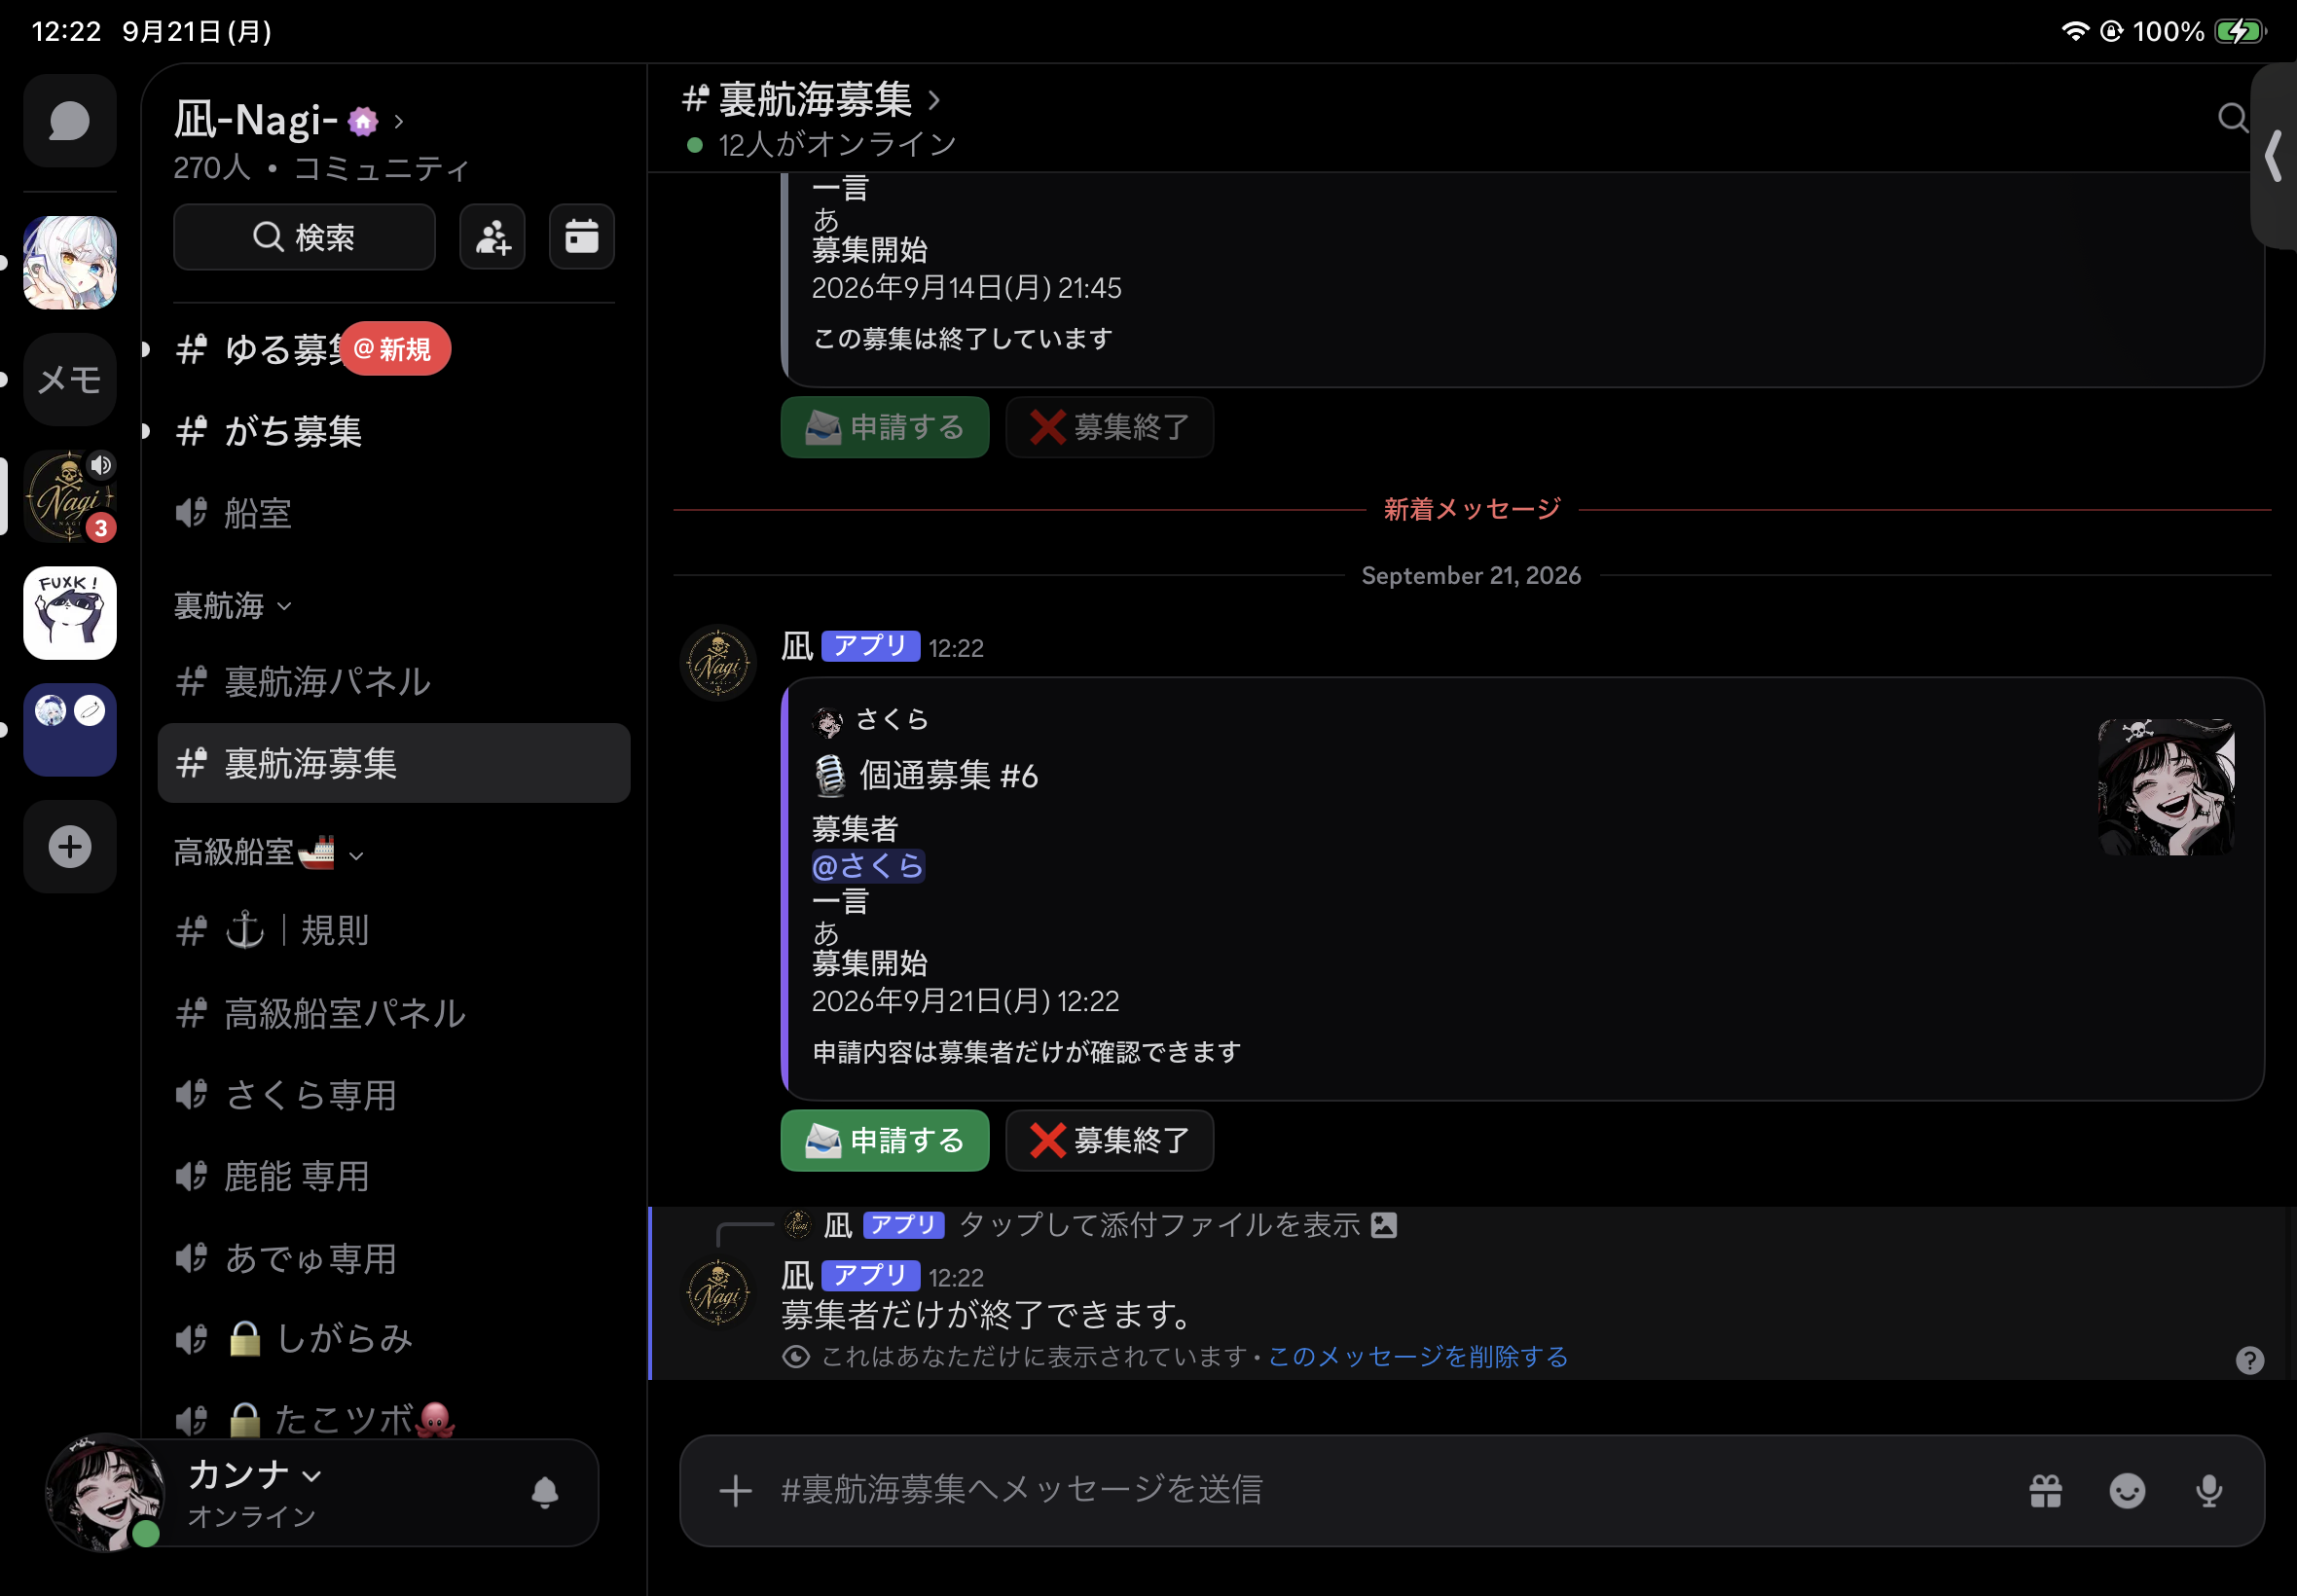 12:22 9月21日(月)
100%
凪-Nagi-
270人 • コミュニティ
検索
ゆる募集
@ 新規
がち募集
船室
裏航海
裏航海パネル
裏航海募集
高級船室🚢
⚓｜規則
高級船室パネル
さくら専用
鹿能 専用
あでゅ専用
🔒 しがらみ
🔒 たこツボ🐙
カンナ
オンライン
メモ
Nagi
NAGI
3
FUXK!
裏航海募集
12人がオンライン
一言
あ
募集開始
2026年9月14日(月) 21:45
この募集は終了しています
📨 申請する
❌ 募集終了
新着メッセージ
September 21, 2026
凪 アプリ 12:22
さくら
🎙️ 個通募集 #6
募集者
@さくら
一言
あ
募集開始
2026年9月21日(月) 12:22
申請内容は募集者だけが確認できます
📨 申請する
❌ 募集終了
凪 アプリ タップして添付ファイルを表示
凪 アプリ 12:22
募集者だけが終了できます。
これはあなただけに表示されています • このメッセージを削除する
#裏航海募集へメッセージを送信